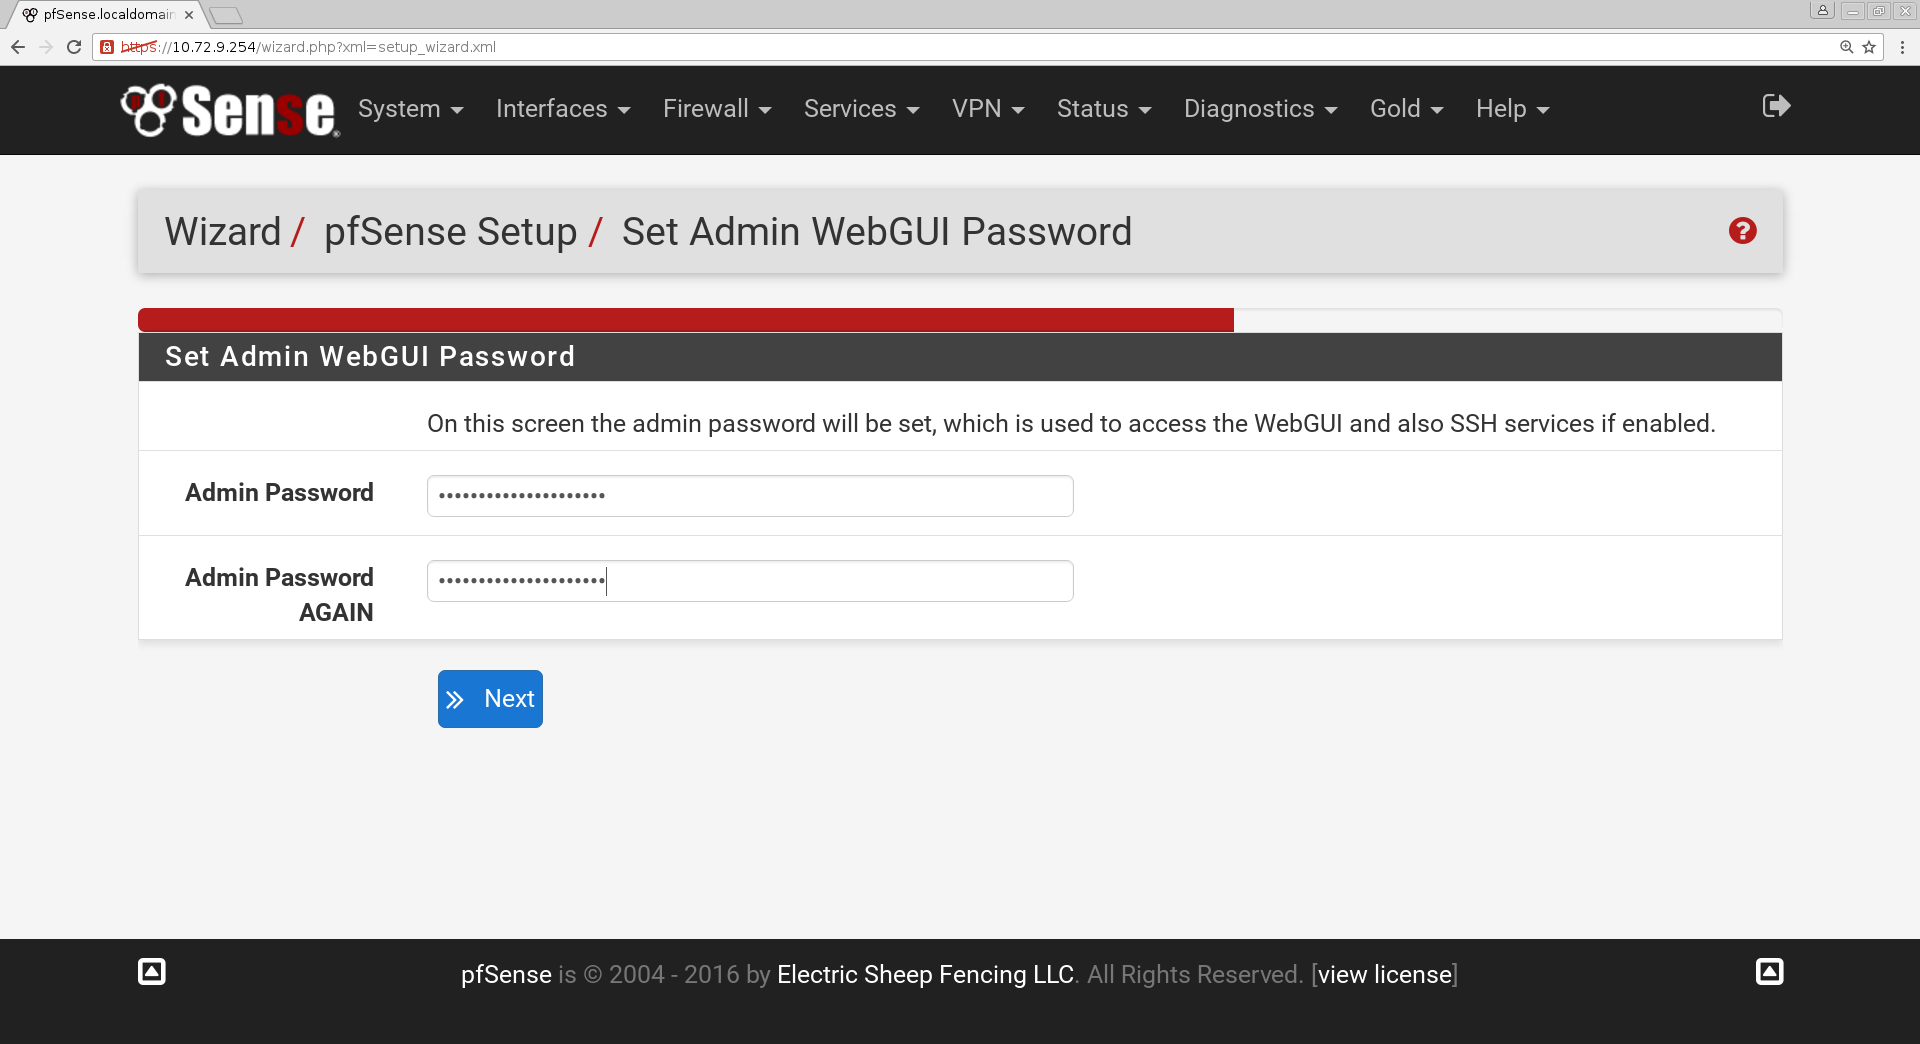 pfSense.localdomain
https://10.72.9.254/wizard.php?xml=setup_wizard.xml
pfSense
System Interfaces Firewall Services VPN Status Diagnostics Gold Help
Wizard / pfSense Setup / Set Admin WebGUI Password
Set Admin WebGUI Password
On this screen the admin password will be set, which is used to access the WebGUI and also SSH services if enabled.
Admin Password
•••••••••••••••••••••
Admin Password
AGAIN
•••••••••••••••••••••
Next
pfSense is © 2004 - 2016 by Electric Sheep Fencing LLC. All Rights Reserved. [view license]